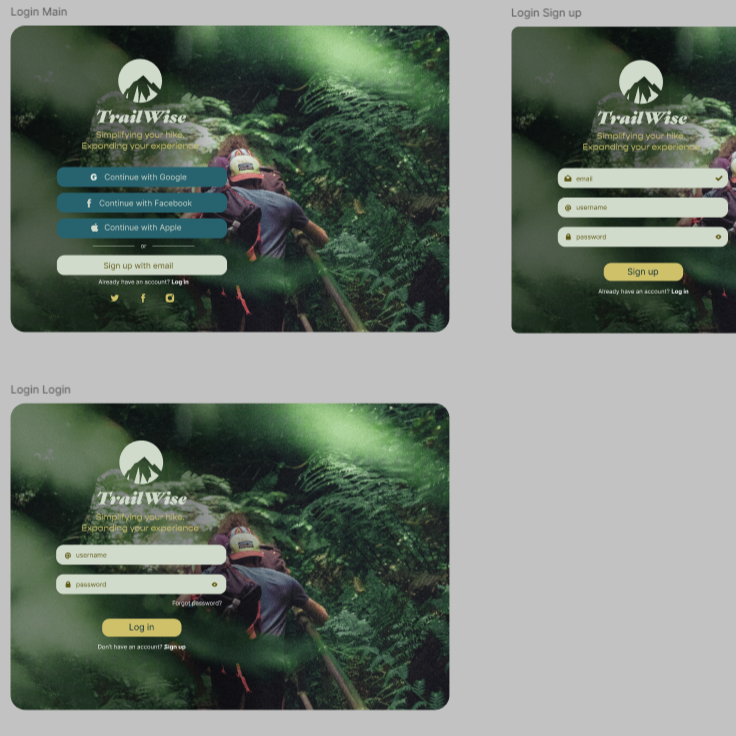 Login Main
TrailWise
Simplifying your hike.
Expanding your experience
G Continue with Google
f Continue with Facebook
Continue with Apple
or
Sign up with email
Already have an account? Log in
Login Sign up
TrailWise
Simplifying your hike.
Expanding your experience.
email
@ username
password
Sign up
Already have an account? Log in
Login Login
TrailWise
Simplifying your hike.
Expanding your experience
@ username
password
Forgot password?
Log in
Don't have an account? Sign up